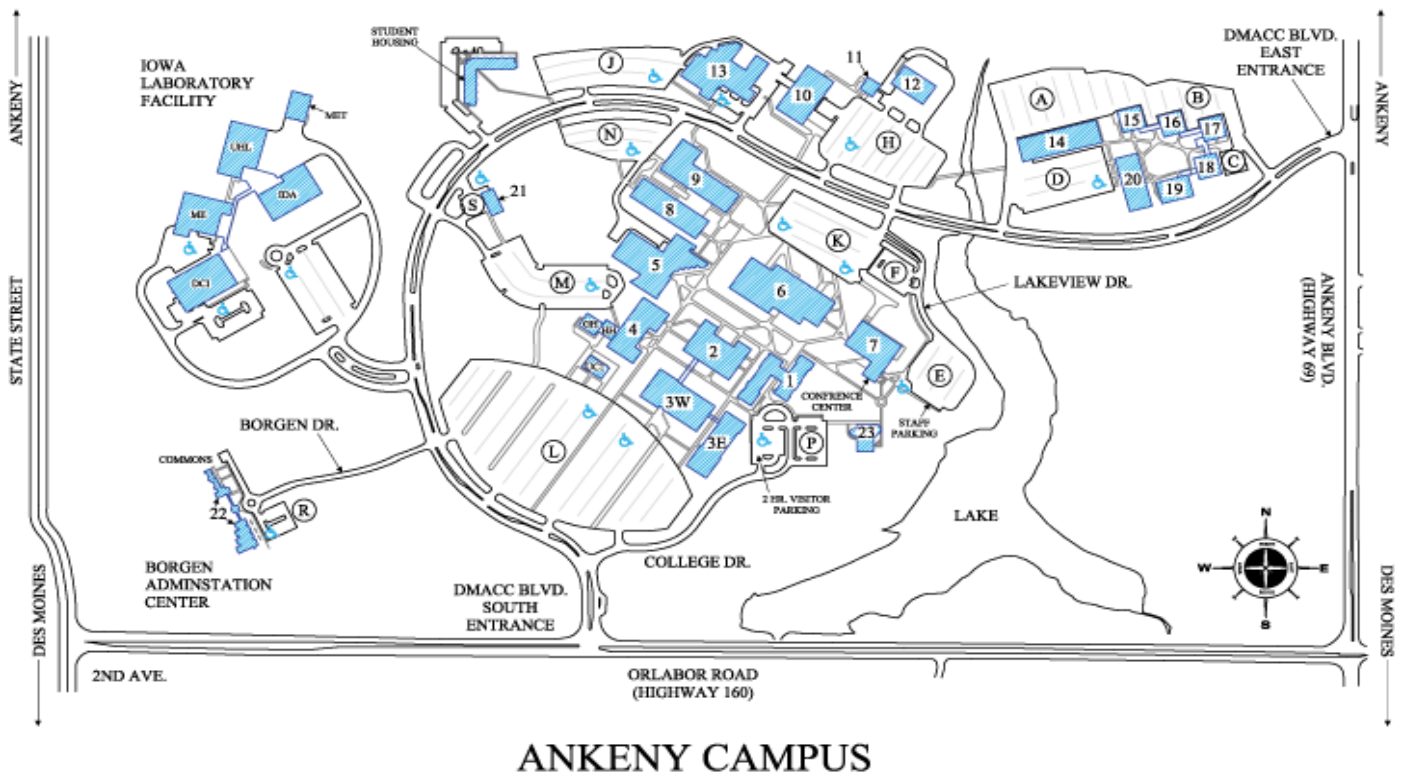 ANKENY
STATE STREET
DES MOINES
IOWA
LABORATORY
FACILITY
MET
UHL
IDA
ME
DCI
STUDENT
HOUSING
J
13
10
11
12
N
H
9
8
21
S
5
M
K
6
F
4
OH
HH
2
7
1
E
3W
3E
L
P
23
CONFRENCE
CENTER
STAFF
PARKING
2 HR. VISITOR
PARKING
LAKEVIEW DR.
A
B
15
16
17
14
C
D
18
20
19
DMACC BLVD.
EAST
ENTRANCE
ANKENY
ANKENY BLVD.
(HIGHWAY 69)
DES MOINES
BORGEN DR.
COMMONS
22
R
BORGEN
ADMINSTATION
CENTER
DMACC BLVD.
SOUTH
ENTRANCE
COLLEGE DR.
LAKE
N
W
E
S
2ND AVE.
ORLABOR ROAD
(HIGHWAY 160)
ANKENY CAMPUS